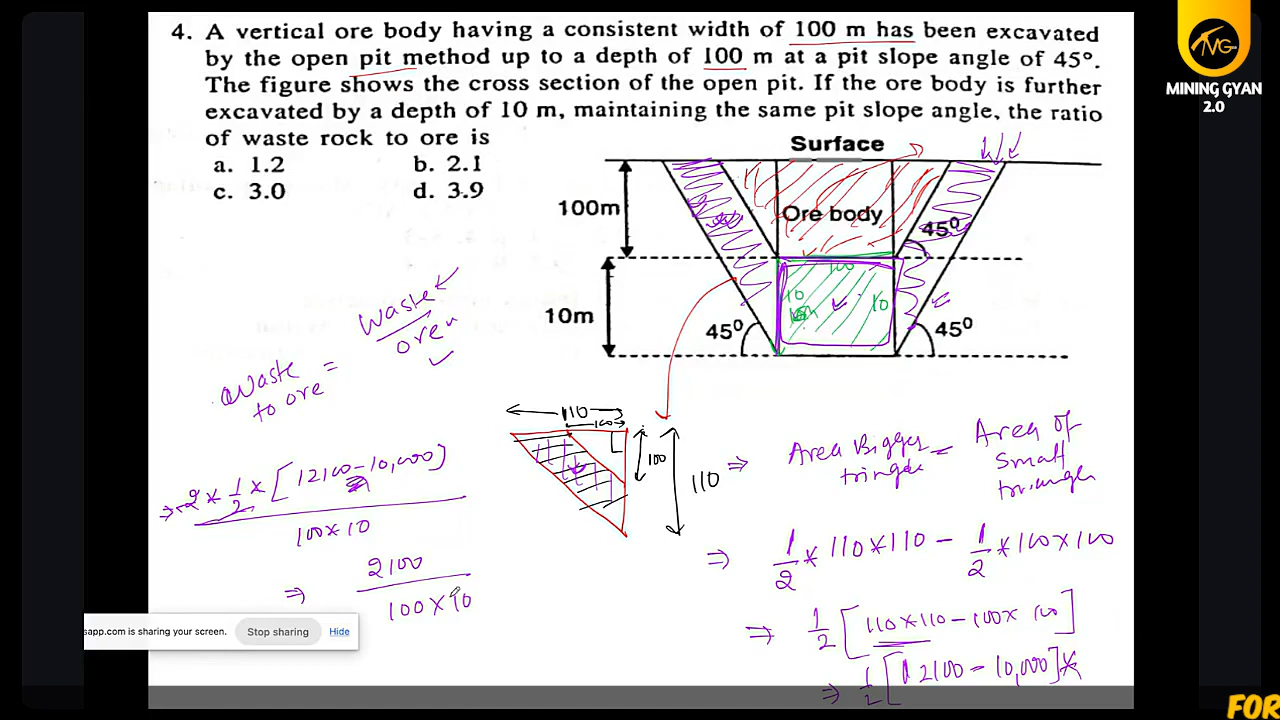 4. A vertical ore body having a consistent width of 100 m has been excavated
by the open pit method up to a depth of 100 m at a pit slope angle of 45°.
The figure shows the cross section of the open pit. If the ore body is further
excavated by a depth of 10 m, maintaining the same pit slope angle, the ratio
of waste rock to ore is
a. 1.2 b. 2.1
c. 3.0 d. 3.9
TVG
MINING GYAN
2.0
Surface
100m
Ore body
45°
100
10
10
10m
45°
45°
Waste
ore
Waste
to ore =
110
100
100
110
⇒ Area Bigger
tringle
= Area of
small
triangle
⇒ 2 * 1/2 * [12100-10,000]
100×10
⇒ 1/2 * 110*110 - 1/2 * 100×100
⇒ 2100
100×10
⇒ 1/2 [110×110-100× 100]
⇒ 1/2 [12100 - 10,000]
sapp.com is sharing your screen. Stop sharing Hide
FOR